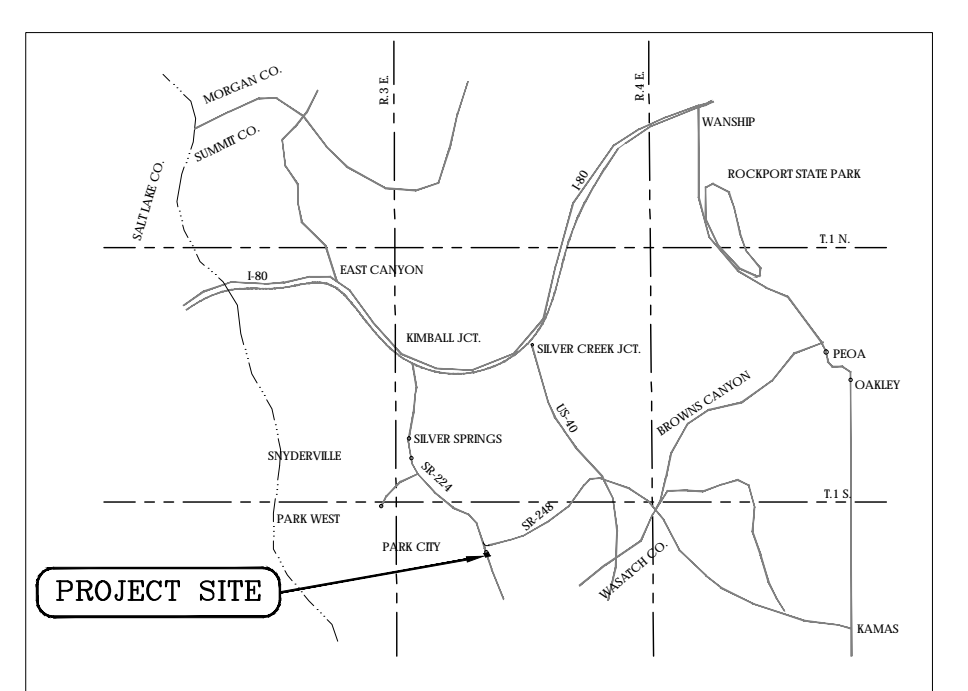 MORGAN CO.
R.3 E.
R.4 E.
WANSHIP
SUMMIT CO.
I-80
ROCKPORT STATE PARK
SALT LAKE CO.
T.1 N.
I-80
EAST CANYON
KIMBALL JCT.
SILVER CREEK JCT.
PEOA
OAKLEY
BROWNS CANYON
US-40
SILVER SPRINGS
SNYDERVILLE
SR-224
T.1 S.
PARK WEST
SR-248
PARK CITY
WASATCH CO.
PROJECT SITE
KAMAS